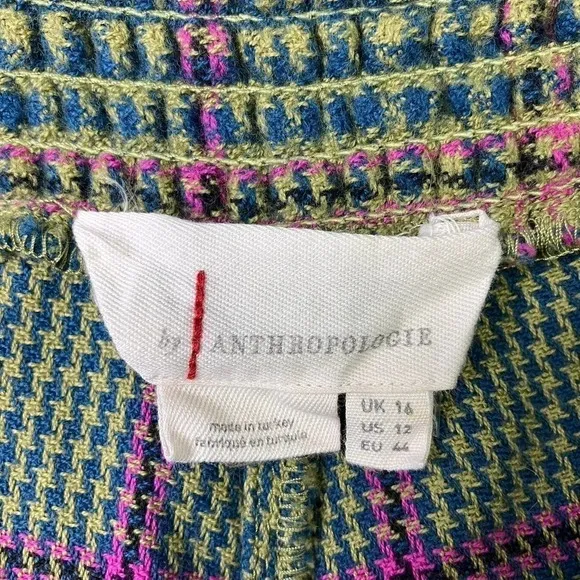 by ANTHROPOLOGIE
made in turkey
fabriqué en turquie
UK 16
US 12
EU 44